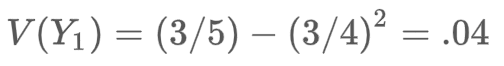 V(Y₁) = (3/5) − (3/4)² = .04